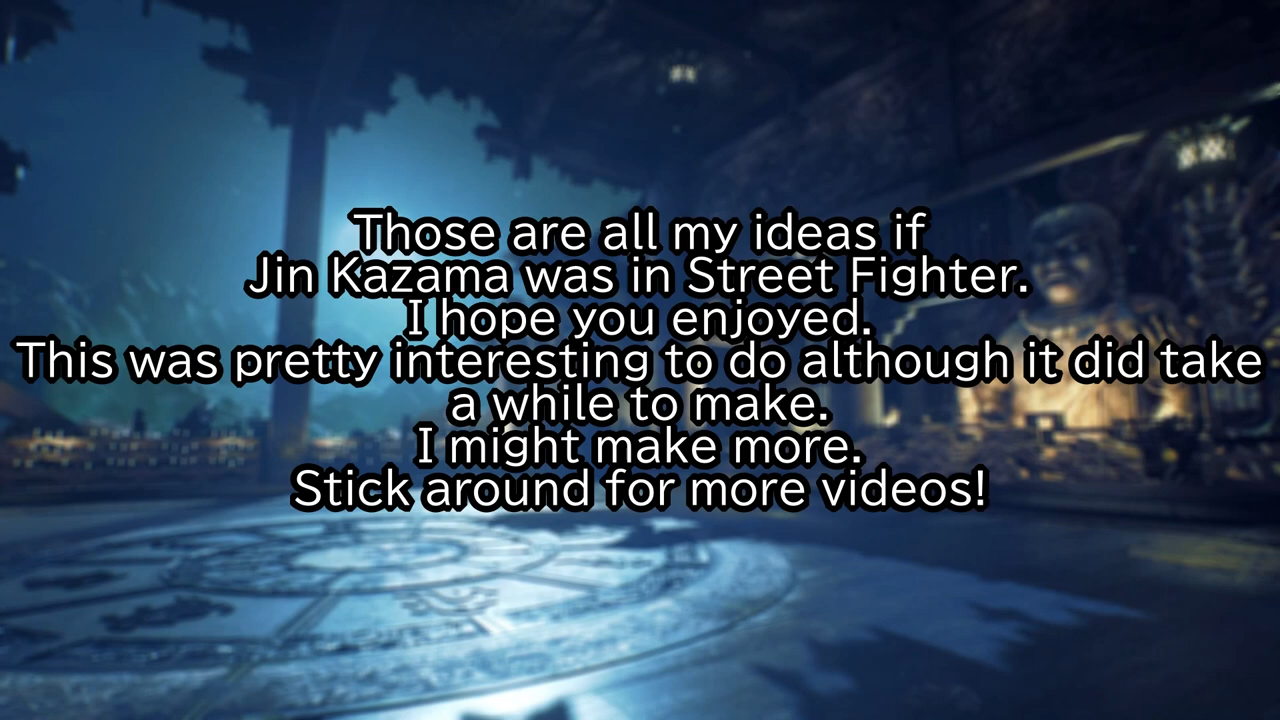 Those are all my ideas if
Jin Kazama was in Street Fighter.
I hope you enjoyed.
This was pretty interesting to do although it did take
a while to make.
I might make more.
Stick around for more videos!